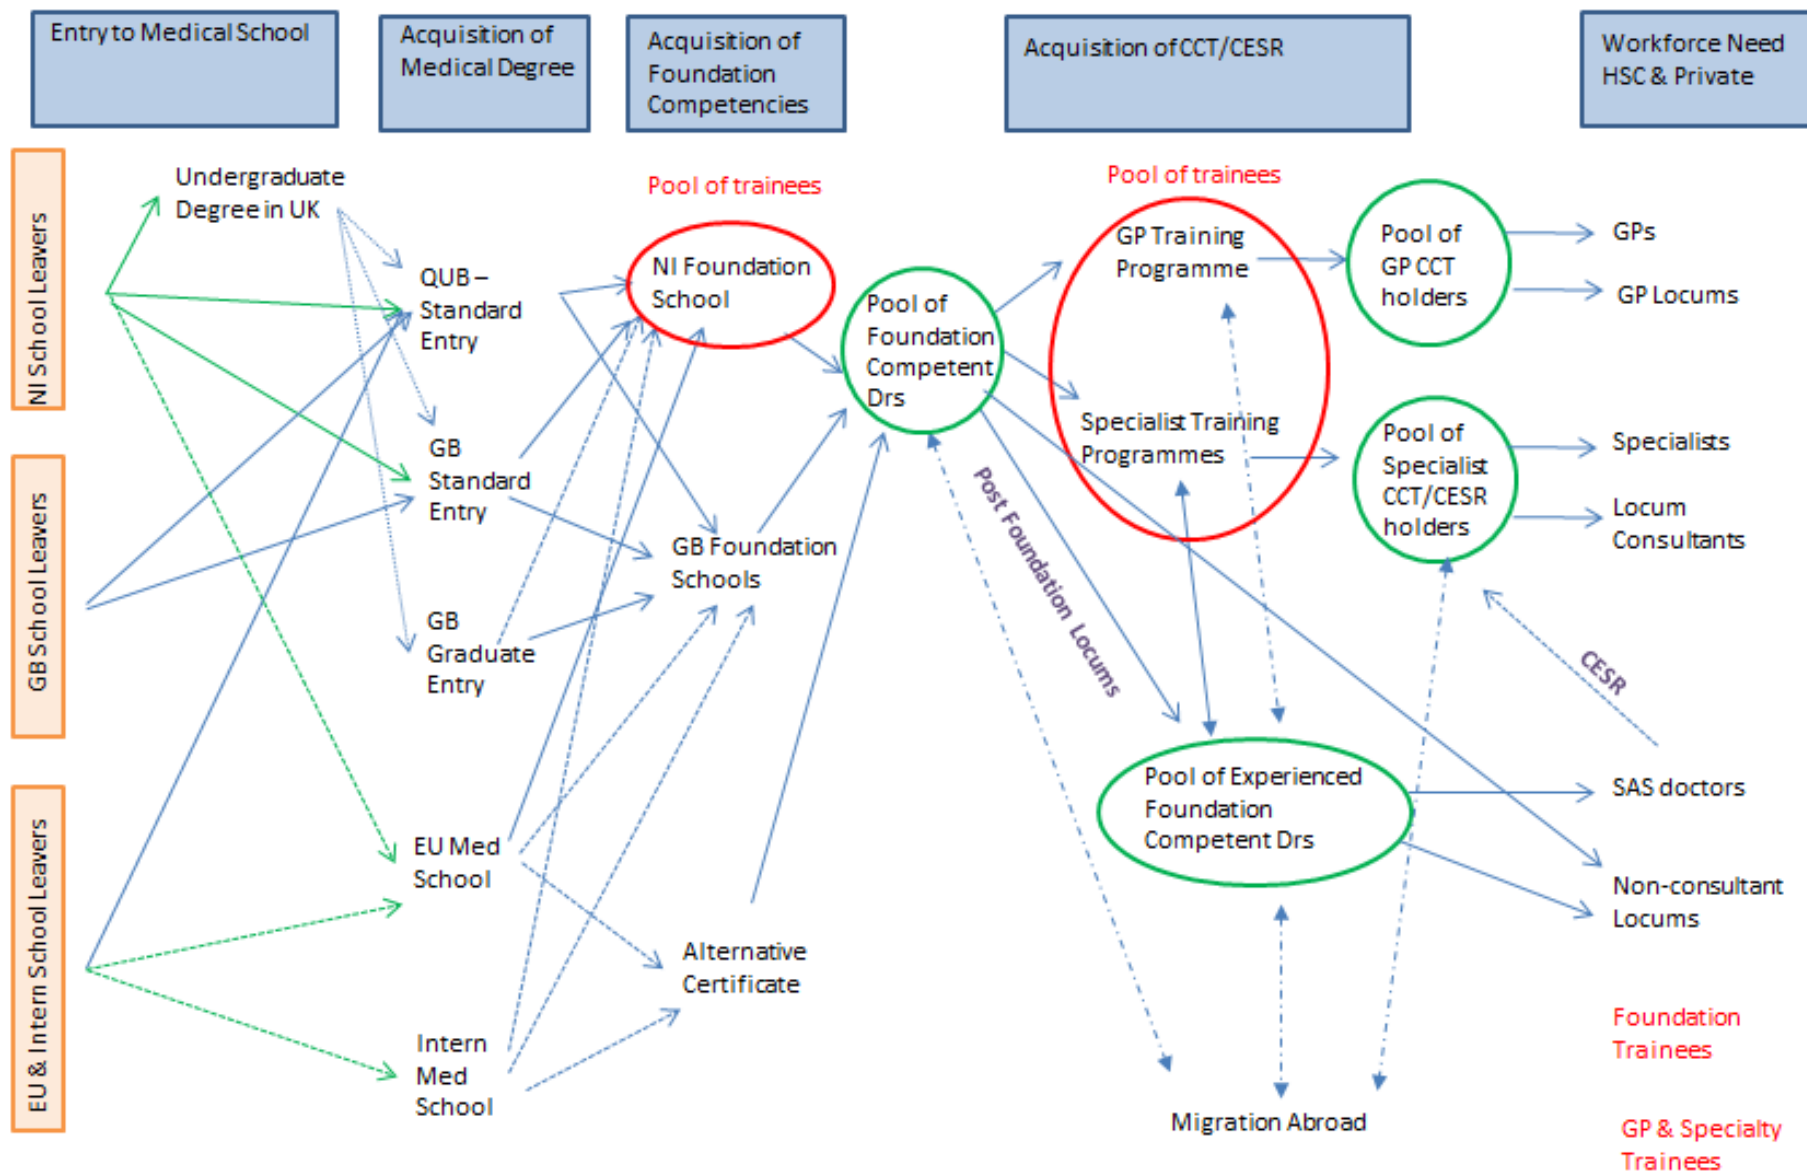 Entry to Medical School
Acquisition of
Medical Degree
Acquisition of
Foundation
Competencies
Acquisition of CCT/CESR
Workforce Need
HSC & Private
NI School Leavers
GB School Leavers
EU & Intern School Leavers
Undergraduate
Degree in UK
QUB –
Standard
Entry
GB
Standard
Entry
GB
Graduate
Entry
EU Med
School
Intern
Med
School
Pool of trainees
NI Foundation
School
GB Foundation
Schools
Alternative
Certificate
Pool of
Foundation
Competent
Drs
Post Foundation Locums
Pool of trainees
GP Training
Programme
Specialist Training
Programmes
Pool of Experienced
Foundation
Competent Drs
Migration Abroad
Pool of
GP CCT
holders
Pool of
Specialist
CCT/CESR
holders
CESR
GPs
GP Locums
Specialists
Locum
Consultants
SAS doctors
Non-consultant
Locums
Foundation
Trainees
GP & Specialty
Trainees